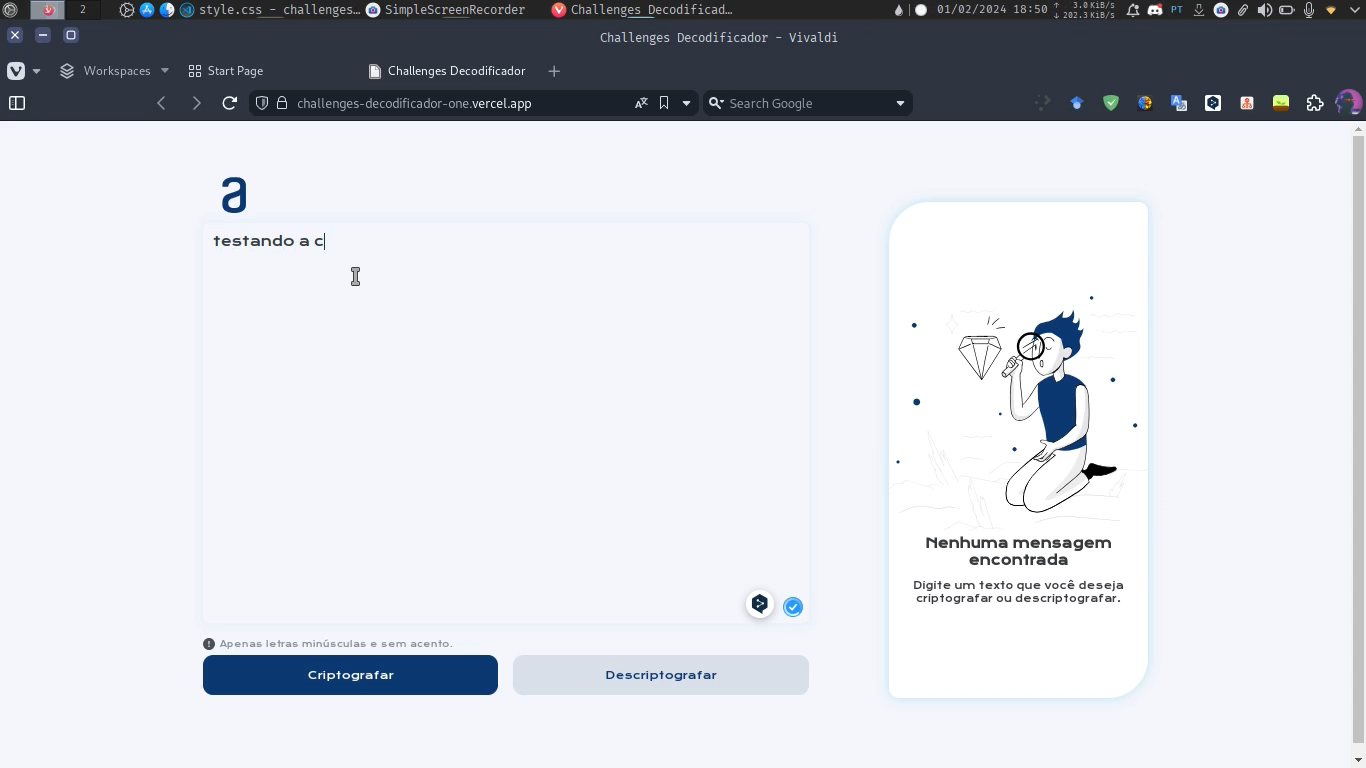 style.css - challenges...
SimpleScreenRecorder
Challenges Decodificad...
01/02/2024 18:50
3.0 KiB/s
202.3 KiB/s
PT
2
Challenges Decodificador - Vivaldi
Workspaces
Start Page
Challenges Decodificador
challenges-decodificador-one.vercel.app
Search Google
a
testando a c
Nenhuma mensagem
encontrada
Digite um texto que você deseja
criptografar ou descriptografar.
Apenas letras minúsculas e sem acento.
Criptografar
Descriptografar